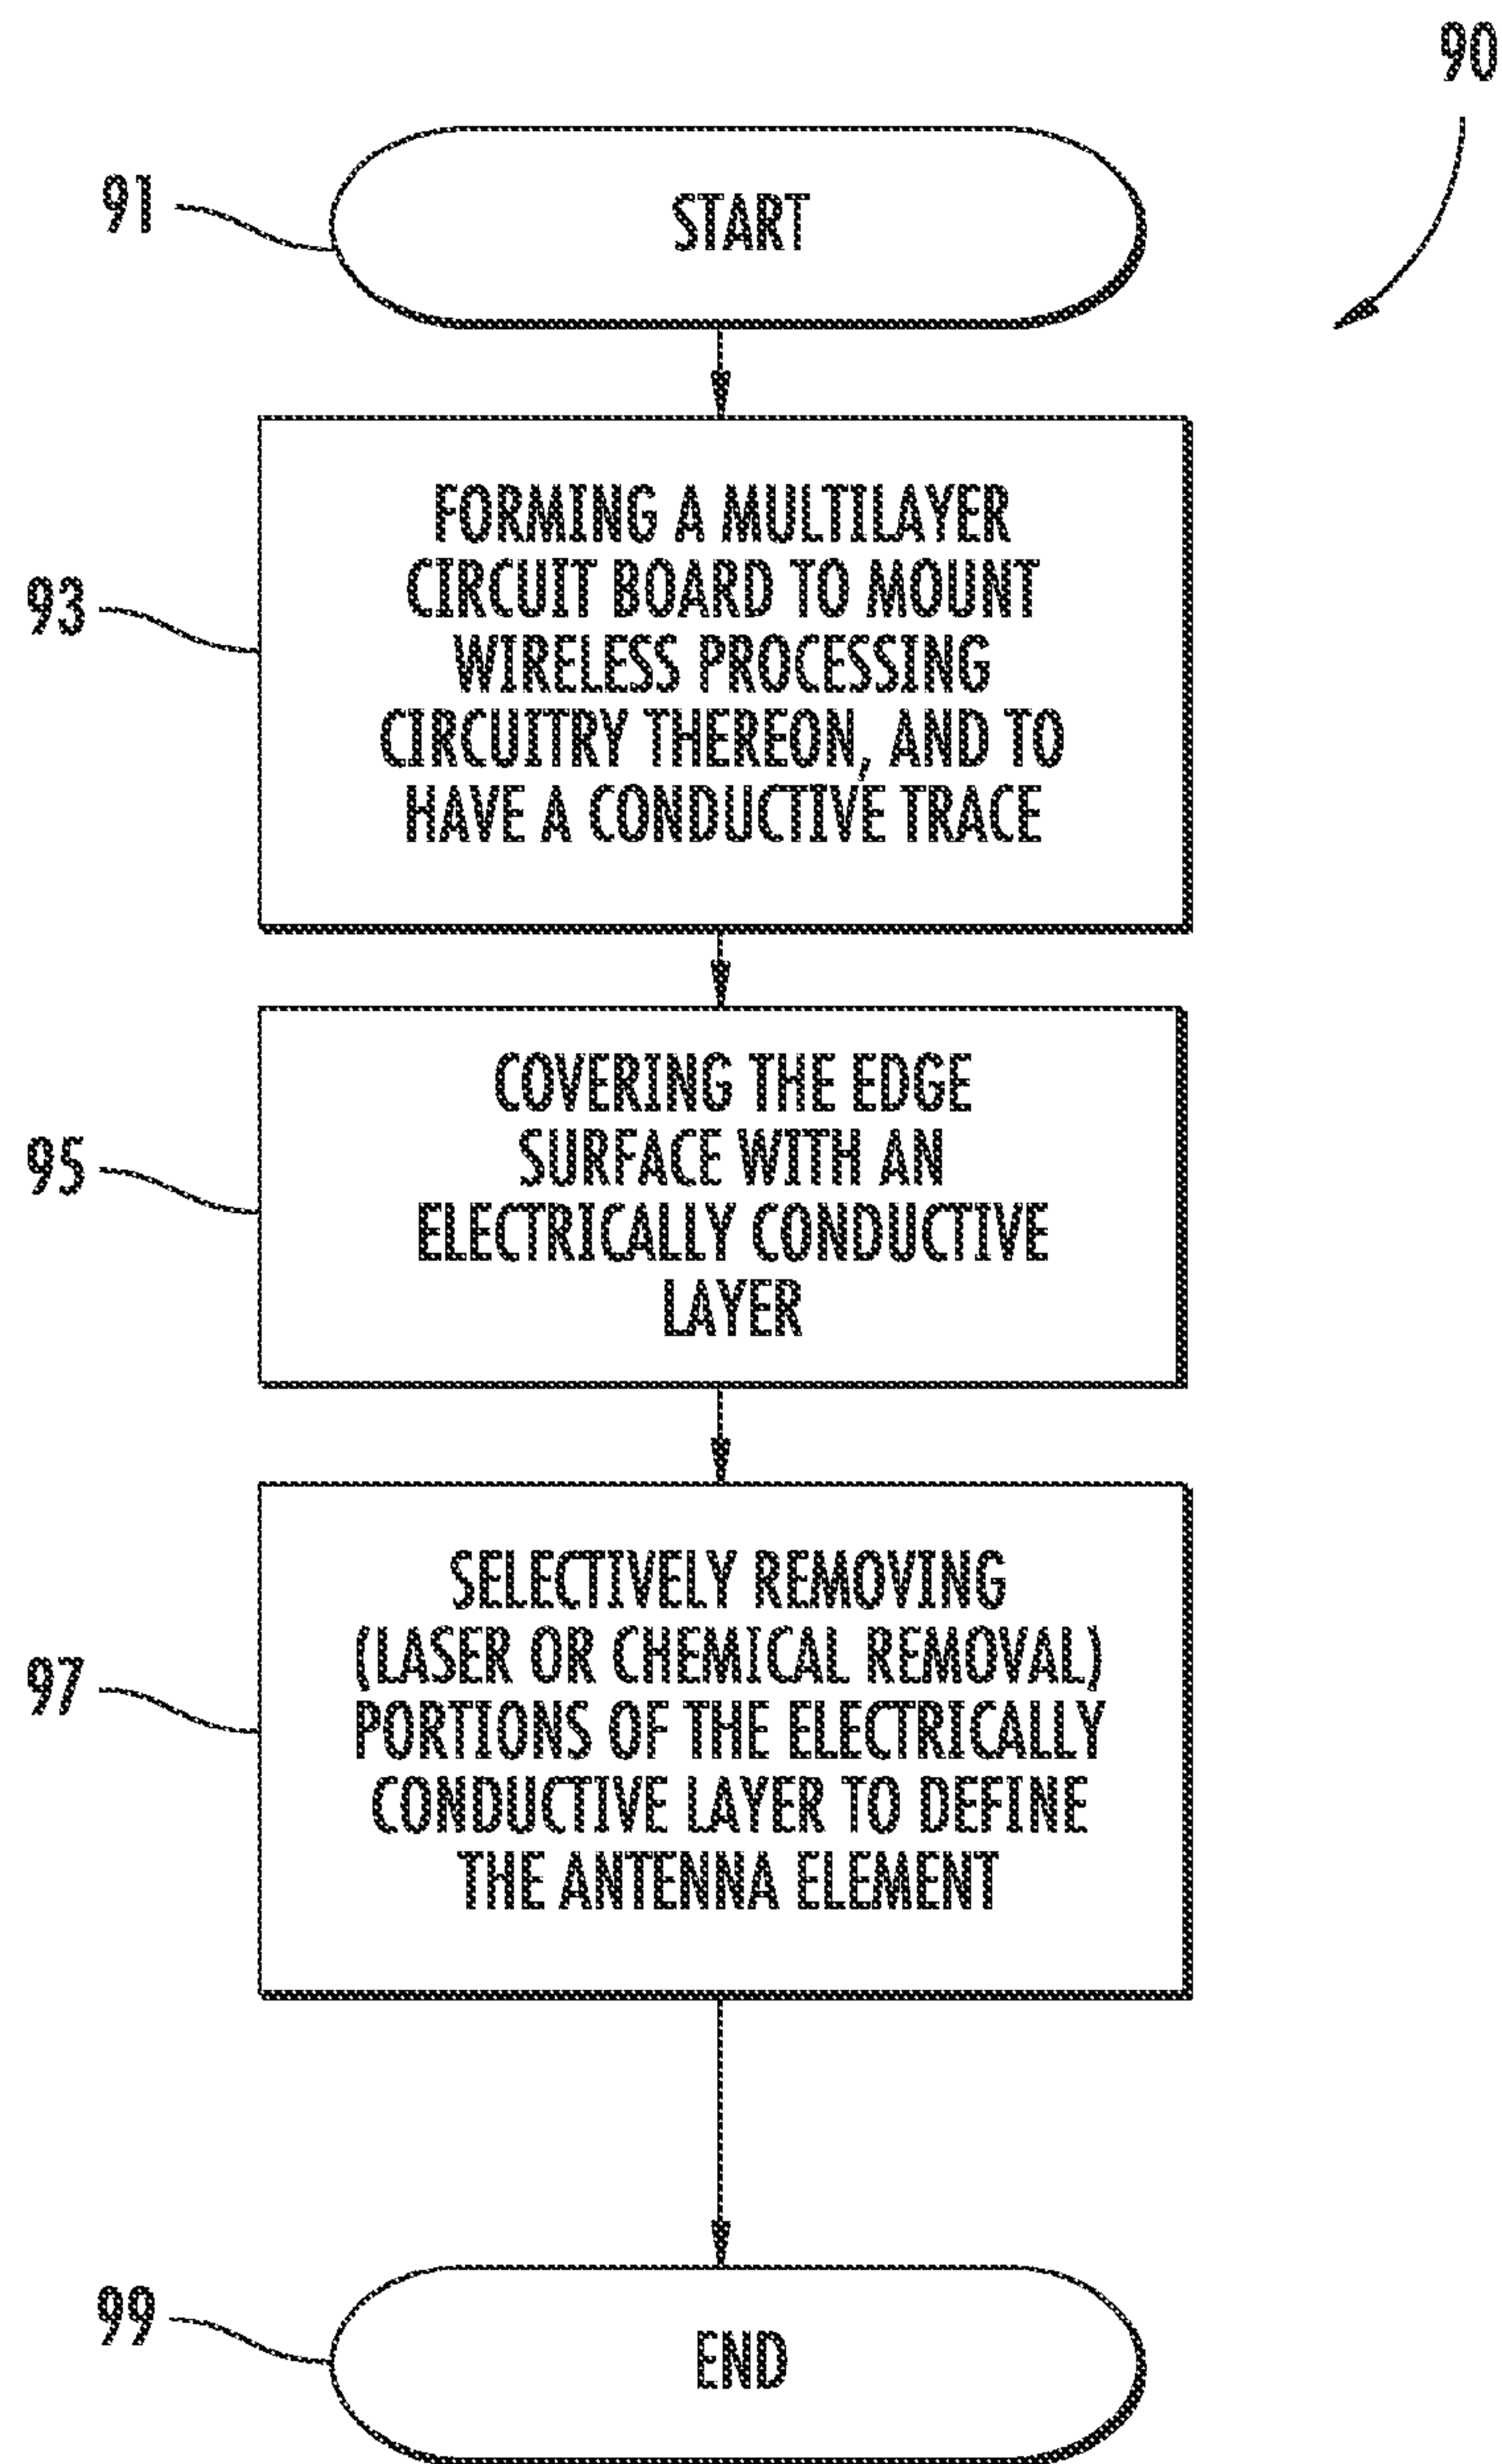 90
91
START
93
FORMING A MULTILAYER
CIRCUIT BOARD TO MOUNT
WIRELESS PROCESSING
CIRCUITRY THEREON, AND TO
HAVE A CONDUCTIVE TRACE
95
COVERING THE EDGE
SURFACE WITH AN
ELECTRICALLY CONDUCTIVE
LAYER
97
SELECTIVELY REMOVING
(LASER OR CHEMICAL REMOVAL)
PORTIONS OF THE ELECTRICALLY
CONDUCTIVE LAYER TO DEFINE
THE ANTENNA ELEMENT
99
END